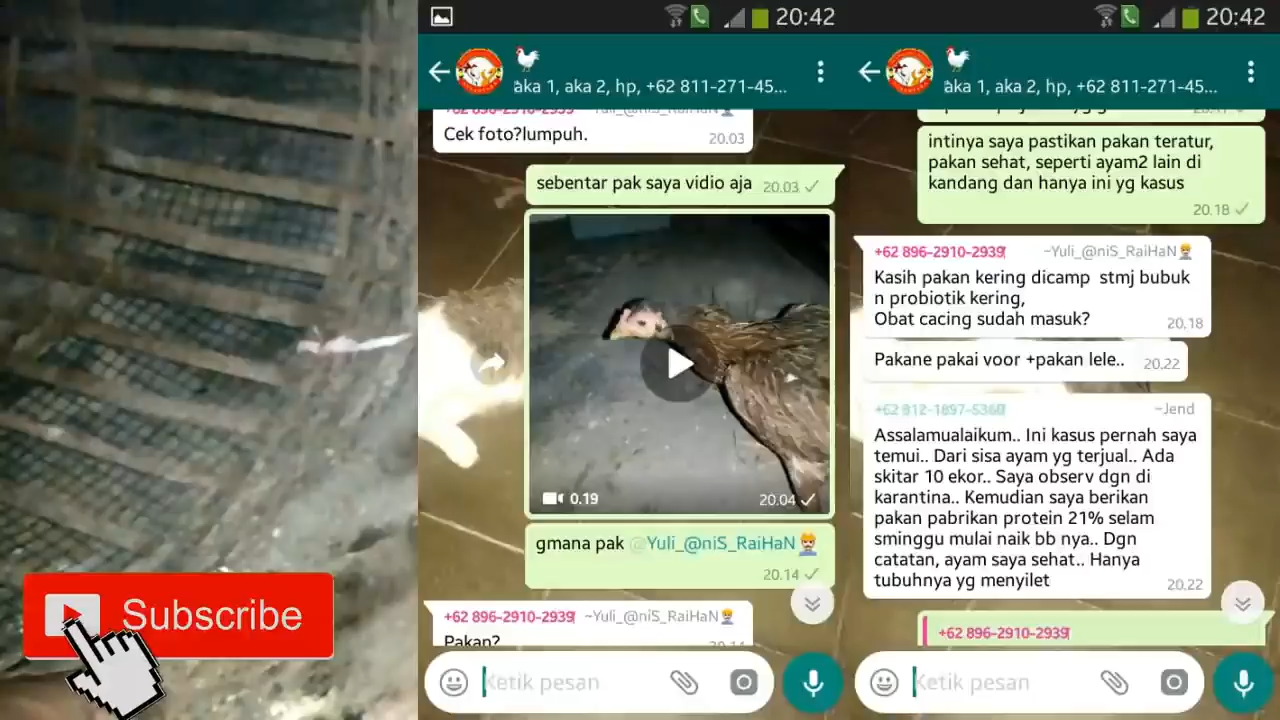 Subscribe
20:42
aka 1, aka 2, hp, +62 811-271-45...
+62 896-2910-2939 ~Yuli_@niS_RaiHaN
Cek foto?lumpuh.
20.03
sebentar pak saya vidio aja
20.03
0.19
20.04
gmana pak @Yuli_@niS_RaiHaN
20.14
+62 896-2910-2939 ~Yuli_@niS_RaiHaN
Pakan?
Ketik pesan
20:42
aka 1, aka 2, hp, +62 811-271-45...
intinya saya pastikan pakan teratur,
pakan sehat, seperti ayam2 lain di
kandang dan hanya ini yg kasus
20.18
+62 896-2910-2939 ~Yuli_@niS_RaiHaN
Kasih pakan kering dicamp stmj bubuk
n probiotik kering,
Obat cacing sudah masuk?
20.18
Pakane pakai voor +pakan lele..
20.22
+62 812-1897-5360 ~Jend
Assalamualaikum.. Ini kasus pernah saya
temui.. Dari sisa ayam yg terjual.. Ada
skitar 10 ekor.. Saya observ dgn di
karantina.. Kemudian saya berikan
pakan pabrikan protein 21% selam
sminggu mulai naik bb nya.. Dgn
catatan, ayam saya sehat.. Hanya
tubuhnya yg menyilet
20.22
+62 896-2910-2939
Ketik pesan